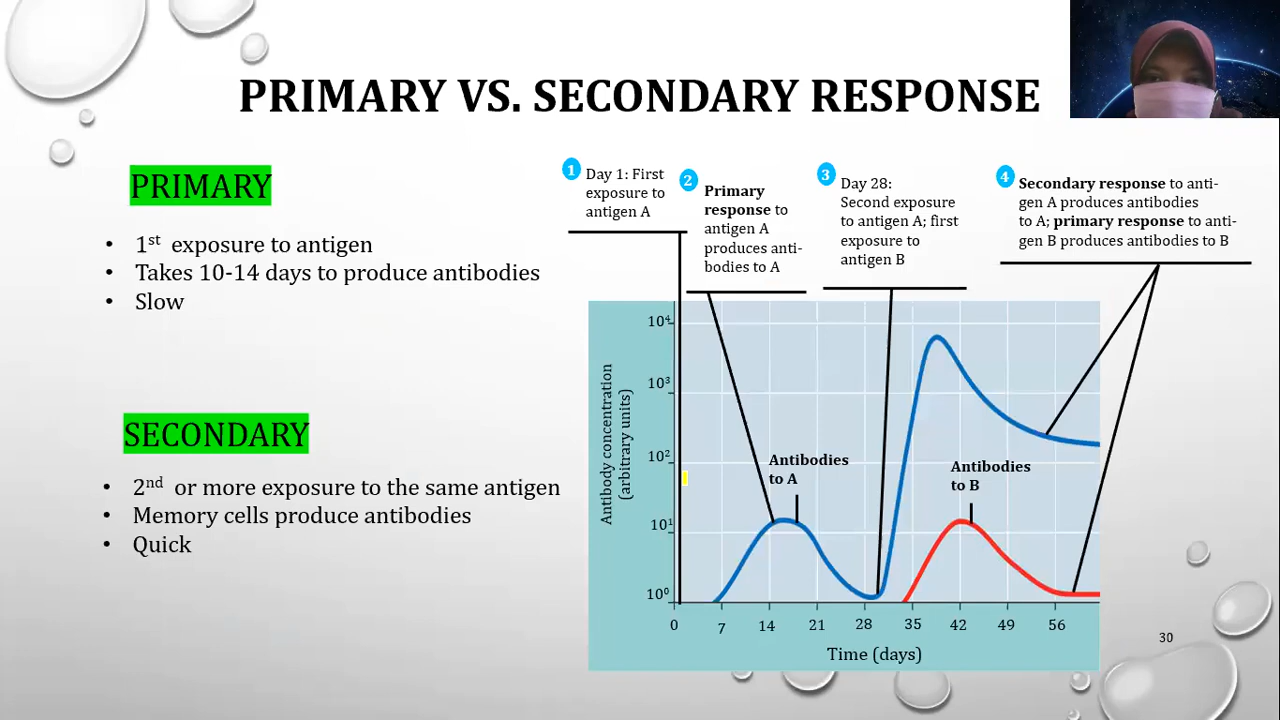 PRIMARY VS. SECONDARY RESPONSE
PRIMARY
• 1st exposure to antigen
• Takes 10-14 days to produce antibodies
• Slow
SECONDARY
• 2nd or more exposure to the same antigen
• Memory cells produce antibodies
• Quick
1
Day 1: First
exposure to
antigen A
2
Primary
response to
antigen A
produces anti-
bodies to A
3
Day 28:
Second exposure
to antigen A; first
exposure to
antigen B
4
Secondary response to anti-
gen A produces antibodies
to A; primary response to anti-
gen B produces antibodies to B
Antibody concentration
(arbitrary units)
10⁴
10³
10²
10¹
10⁰
Antibodies
to A
Antibodies
to B
0 7 14 21 28 35 42 49 56
Time (days)
30